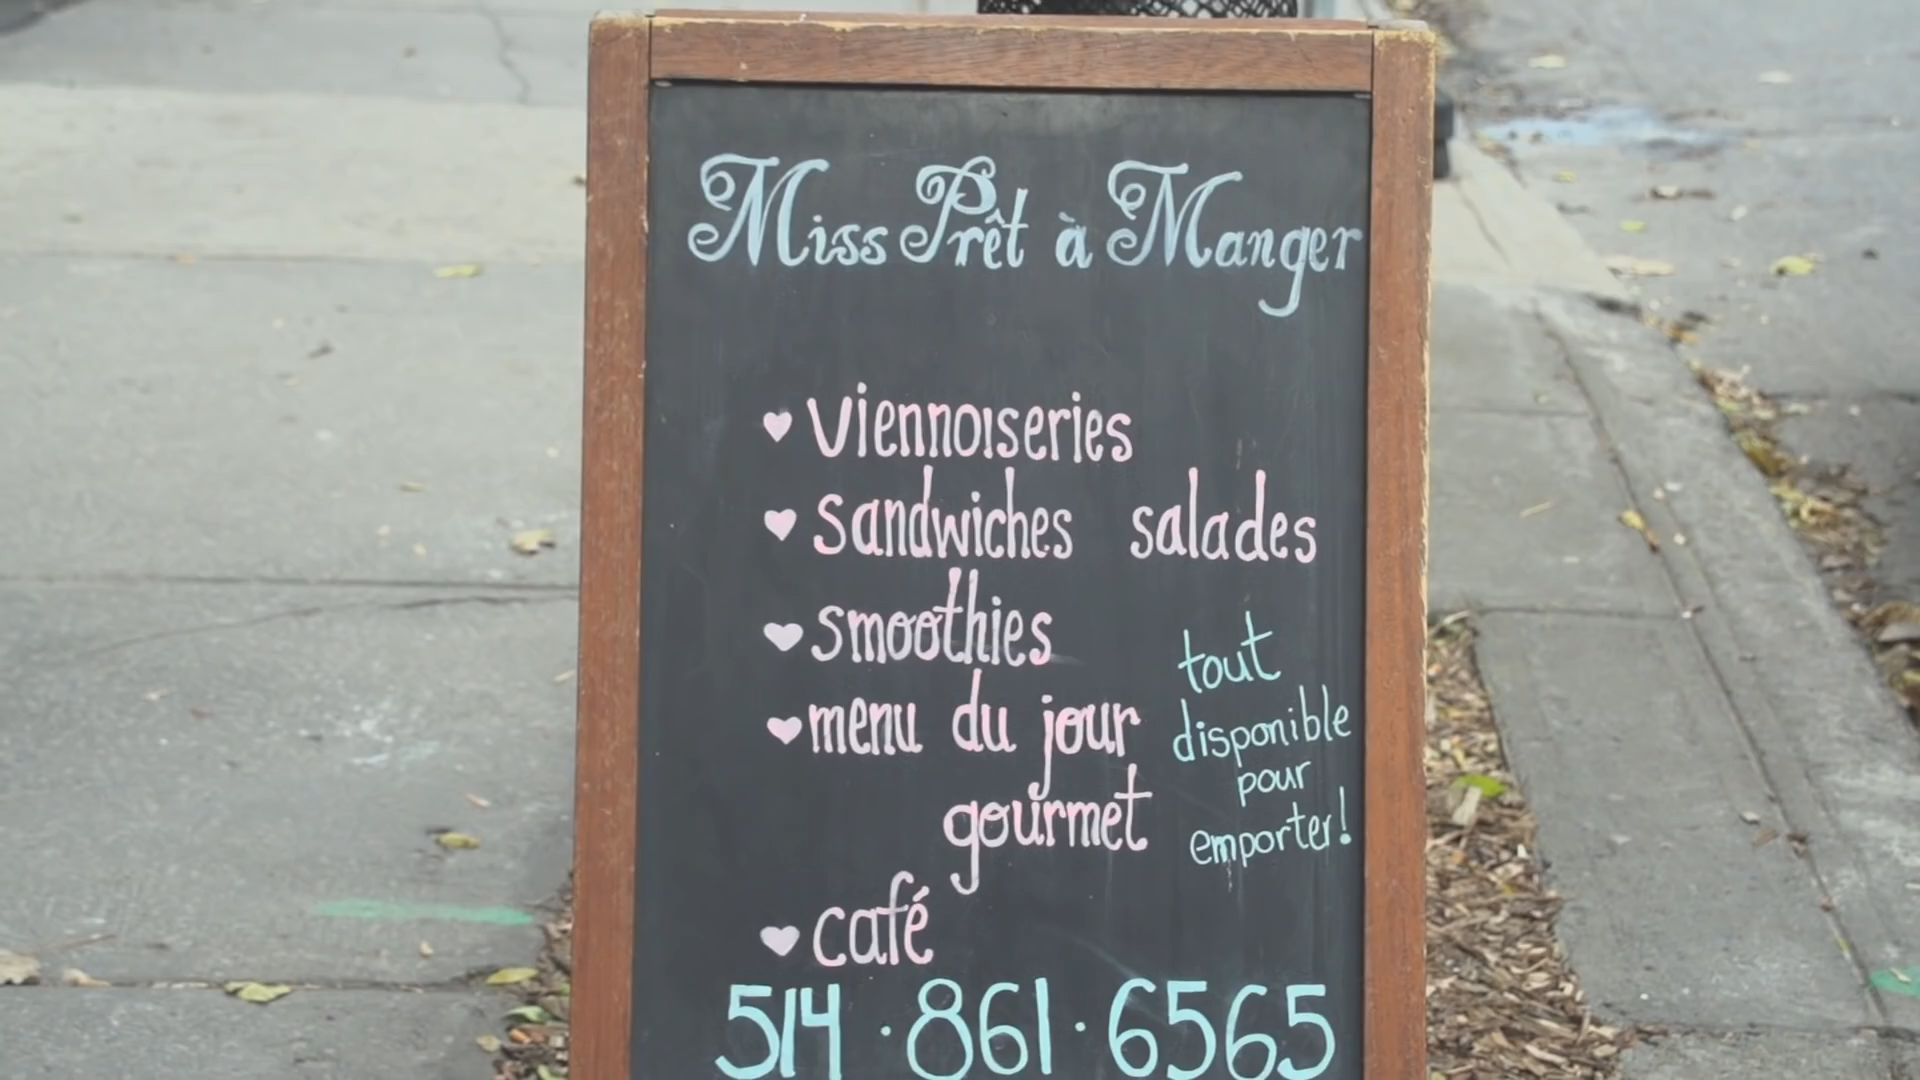 Miss Prêt à Manger
viennoiseries
sandwiches salades
smoothies
menu du jour
gourmet
café
tout
disponible
pour
emporter!
514·861·6565